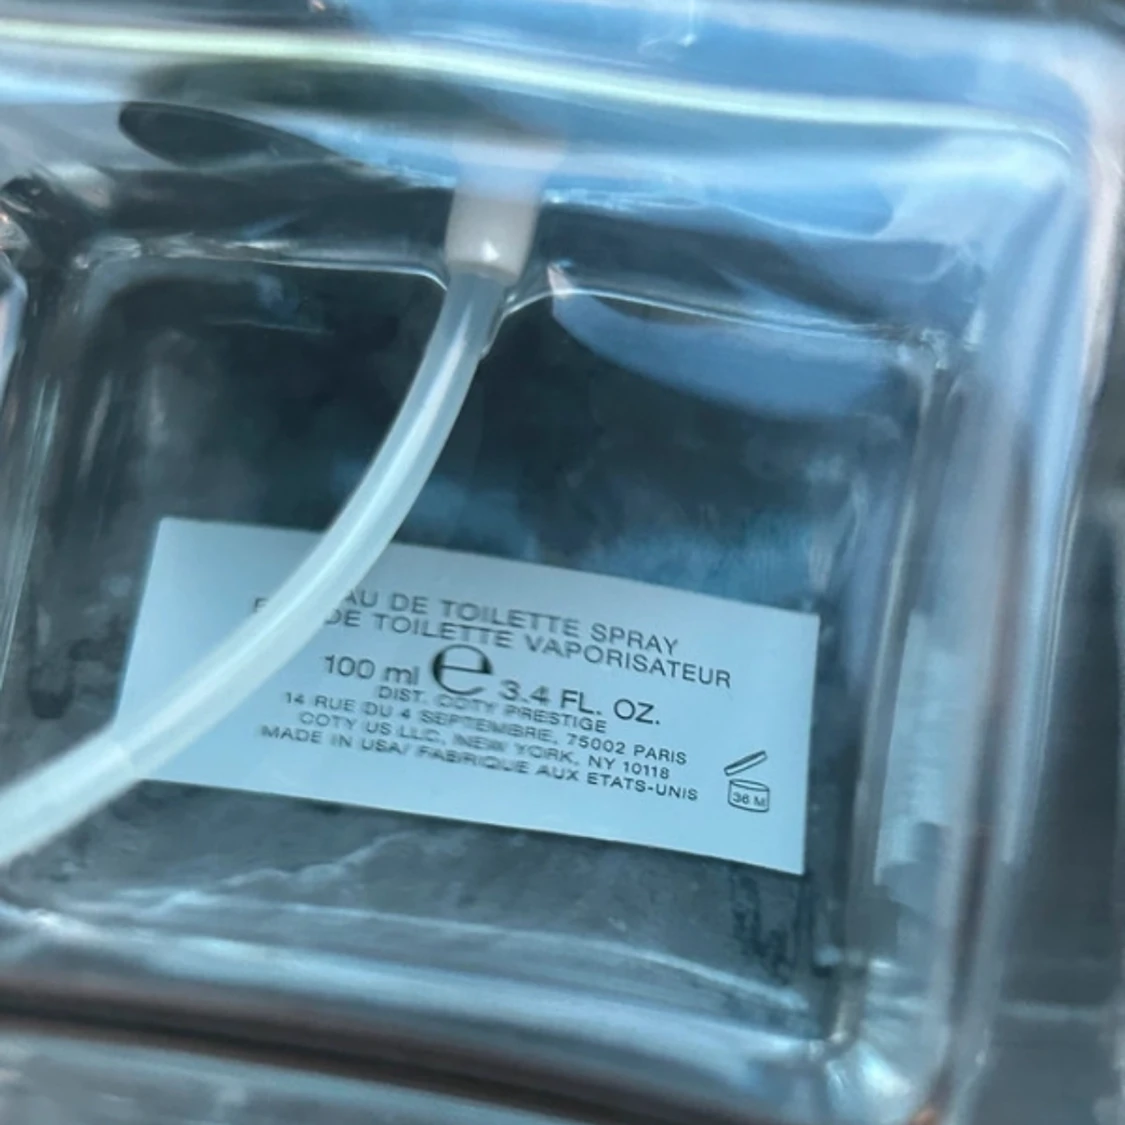 EAU DE TOILETTE SPRAY
DE TOILETTE VAPORISATEUR
100 ml e 3.4 FL. OZ.
DIST. COTY PRESTIGE
14 RUE DU 4 SEPTEMBRE, 75002 PARIS
COTY US LLC, NEW YORK, NY 10118
MADE IN USA/ FABRIQUE AUX ETATS-UNIS
36 M